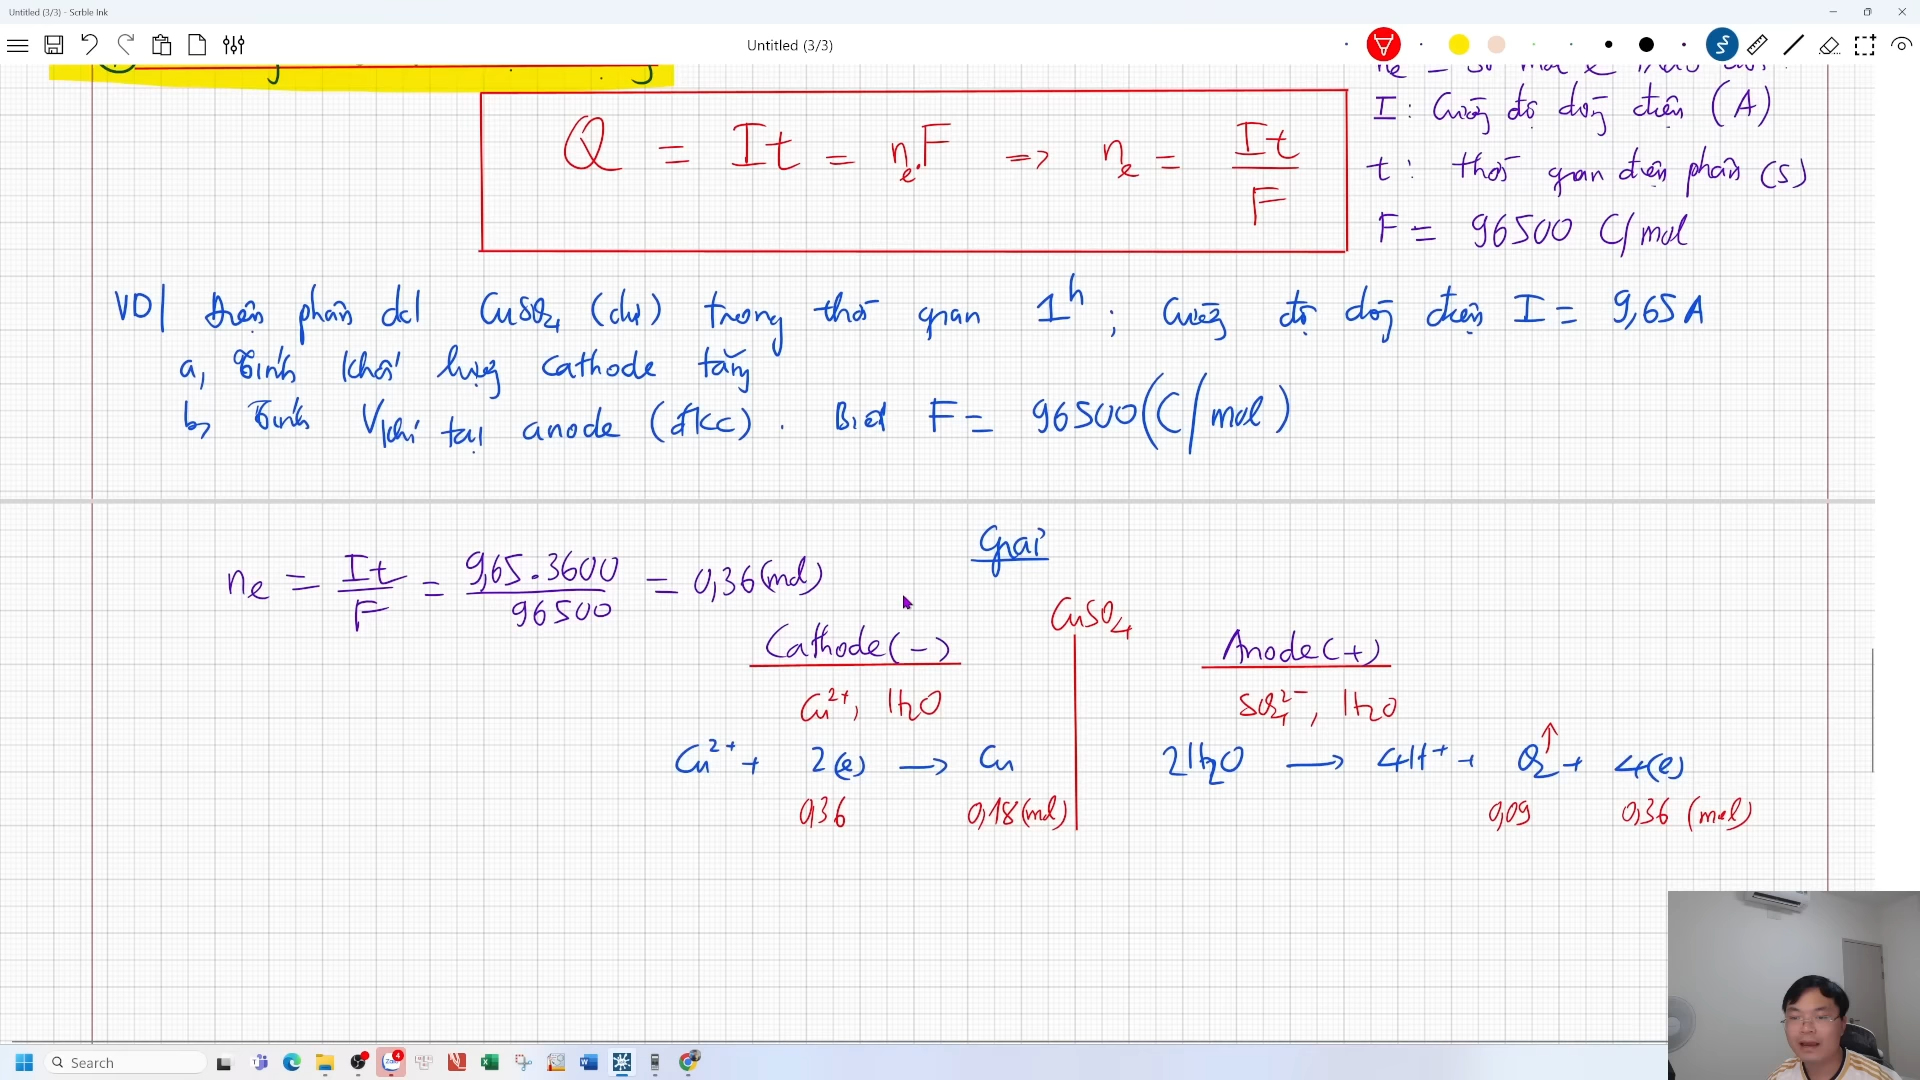 Untitled (3/3) - Scrble Ink
Untitled (3/3)
I : Cường độ dòng điện (A)
Q = It = ne.F => ne = It/F
t : thời gian điện phân (s)
F = 96500 C/mol
VD| Điện phân dd CuSO4 (dư) trong thời gian 1h ; Cường độ dòng điện I = 9,65A
a, Tính khối lượng cathode tăng
b, Tính Vkhí tại anode (đkc) . Biết F = 96500(C/mol)
Giải
ne = It/F = 9,65.3600/96500 = 0,36(mol)
CuSO4
Cathode(-) Anode(+)
Cu2+, H2O SO42-, H2O
Cu2+ + 2(e) → Cu 2H2O → 4H+ + O2↑ + 4(e)
0,36 0,18(mol) 0,09 0,36 (mol)
Search